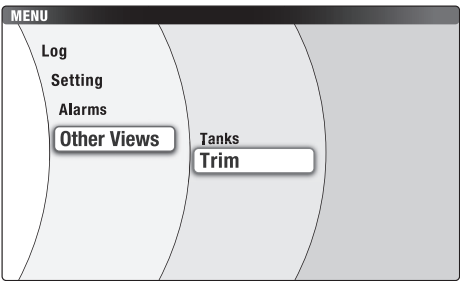 MENU
Log
Setting
Alarms
Other Views
Tanks
Trim